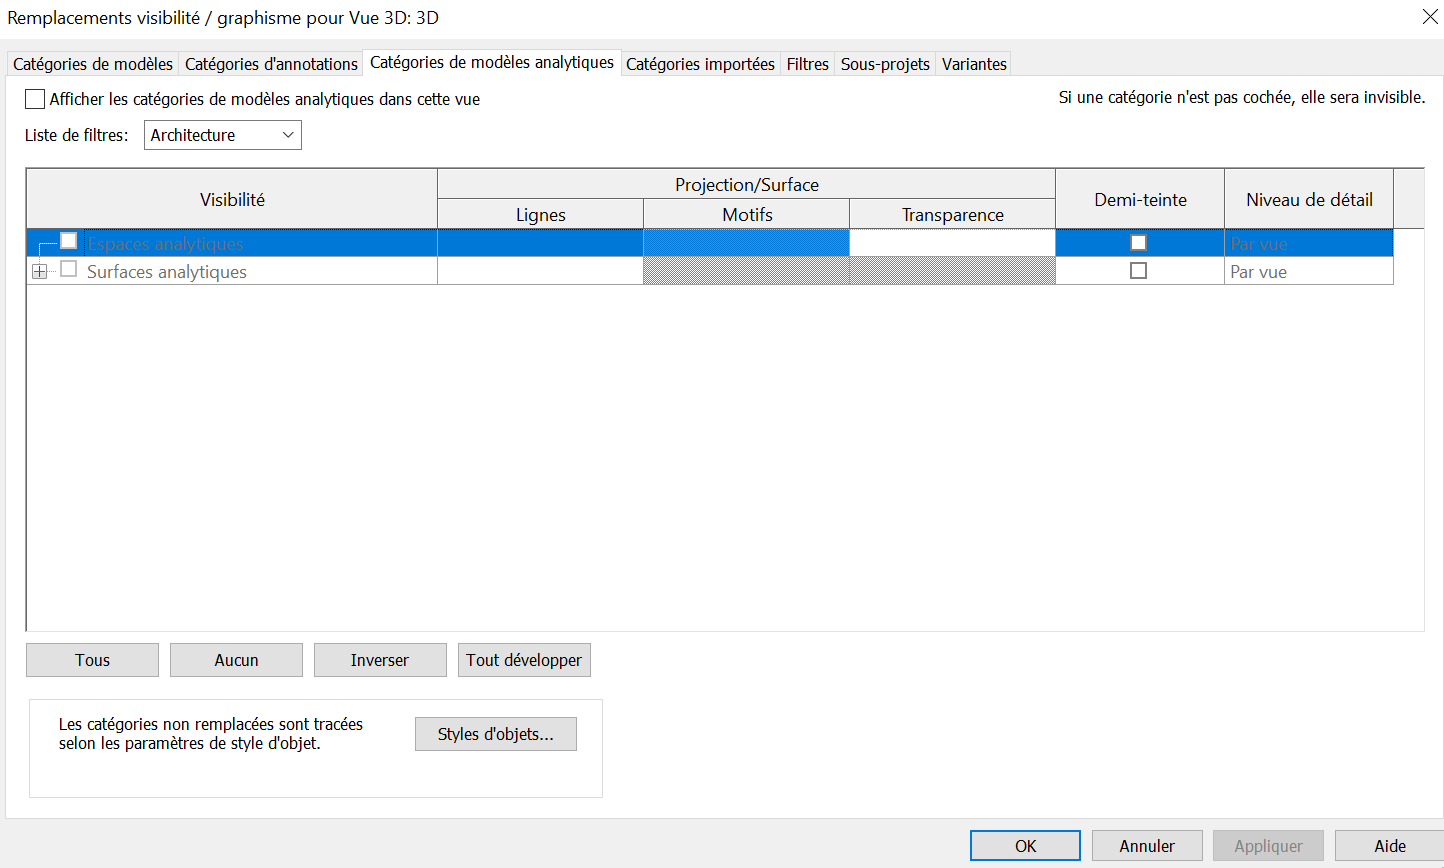 Remplacements visibilité / graphisme pour Vue 3D: 3D
Catégories de modèles Catégories d'annotations Catégories de modèles analytiques Catégories importées Filtres Sous-projets Variantes
Afficher les catégories de modèles analytiques dans cette vue
Si une catégorie n'est pas cochée, elle sera invisible.
Liste de filtres: Architecture
Visibilité Projection/Surface Demi-teinte Niveau de détail
Lignes Motifs Transparence
Espaces analytiques Par vue
Surfaces analytiques Par vue
Tous Aucun Inverser Tout développer
Les catégories non remplacées sont tracées
selon les paramètres de style d'objet.
Styles d'objets...
OK Annuler Appliquer Aide